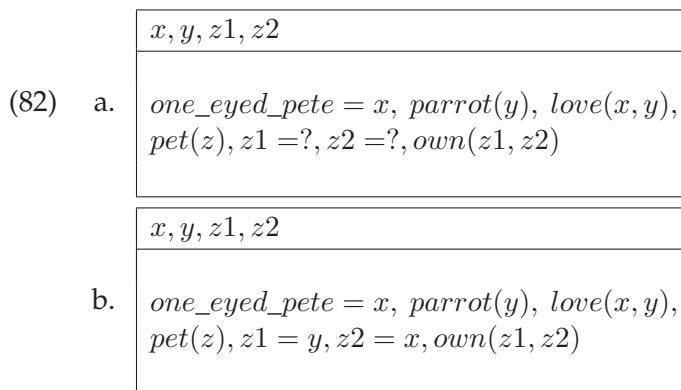 x, y, z1, z2
(82) a. one_eyed_pete = x, parrot(y), love(x, y),
pet(z), z1 =?, z2 =?, own(z1, z2)
x, y, z1, z2
b. one_eyed_pete = x, parrot(y), love(x, y),
pet(z), z1 = y, z2 = x, own(z1, z2)